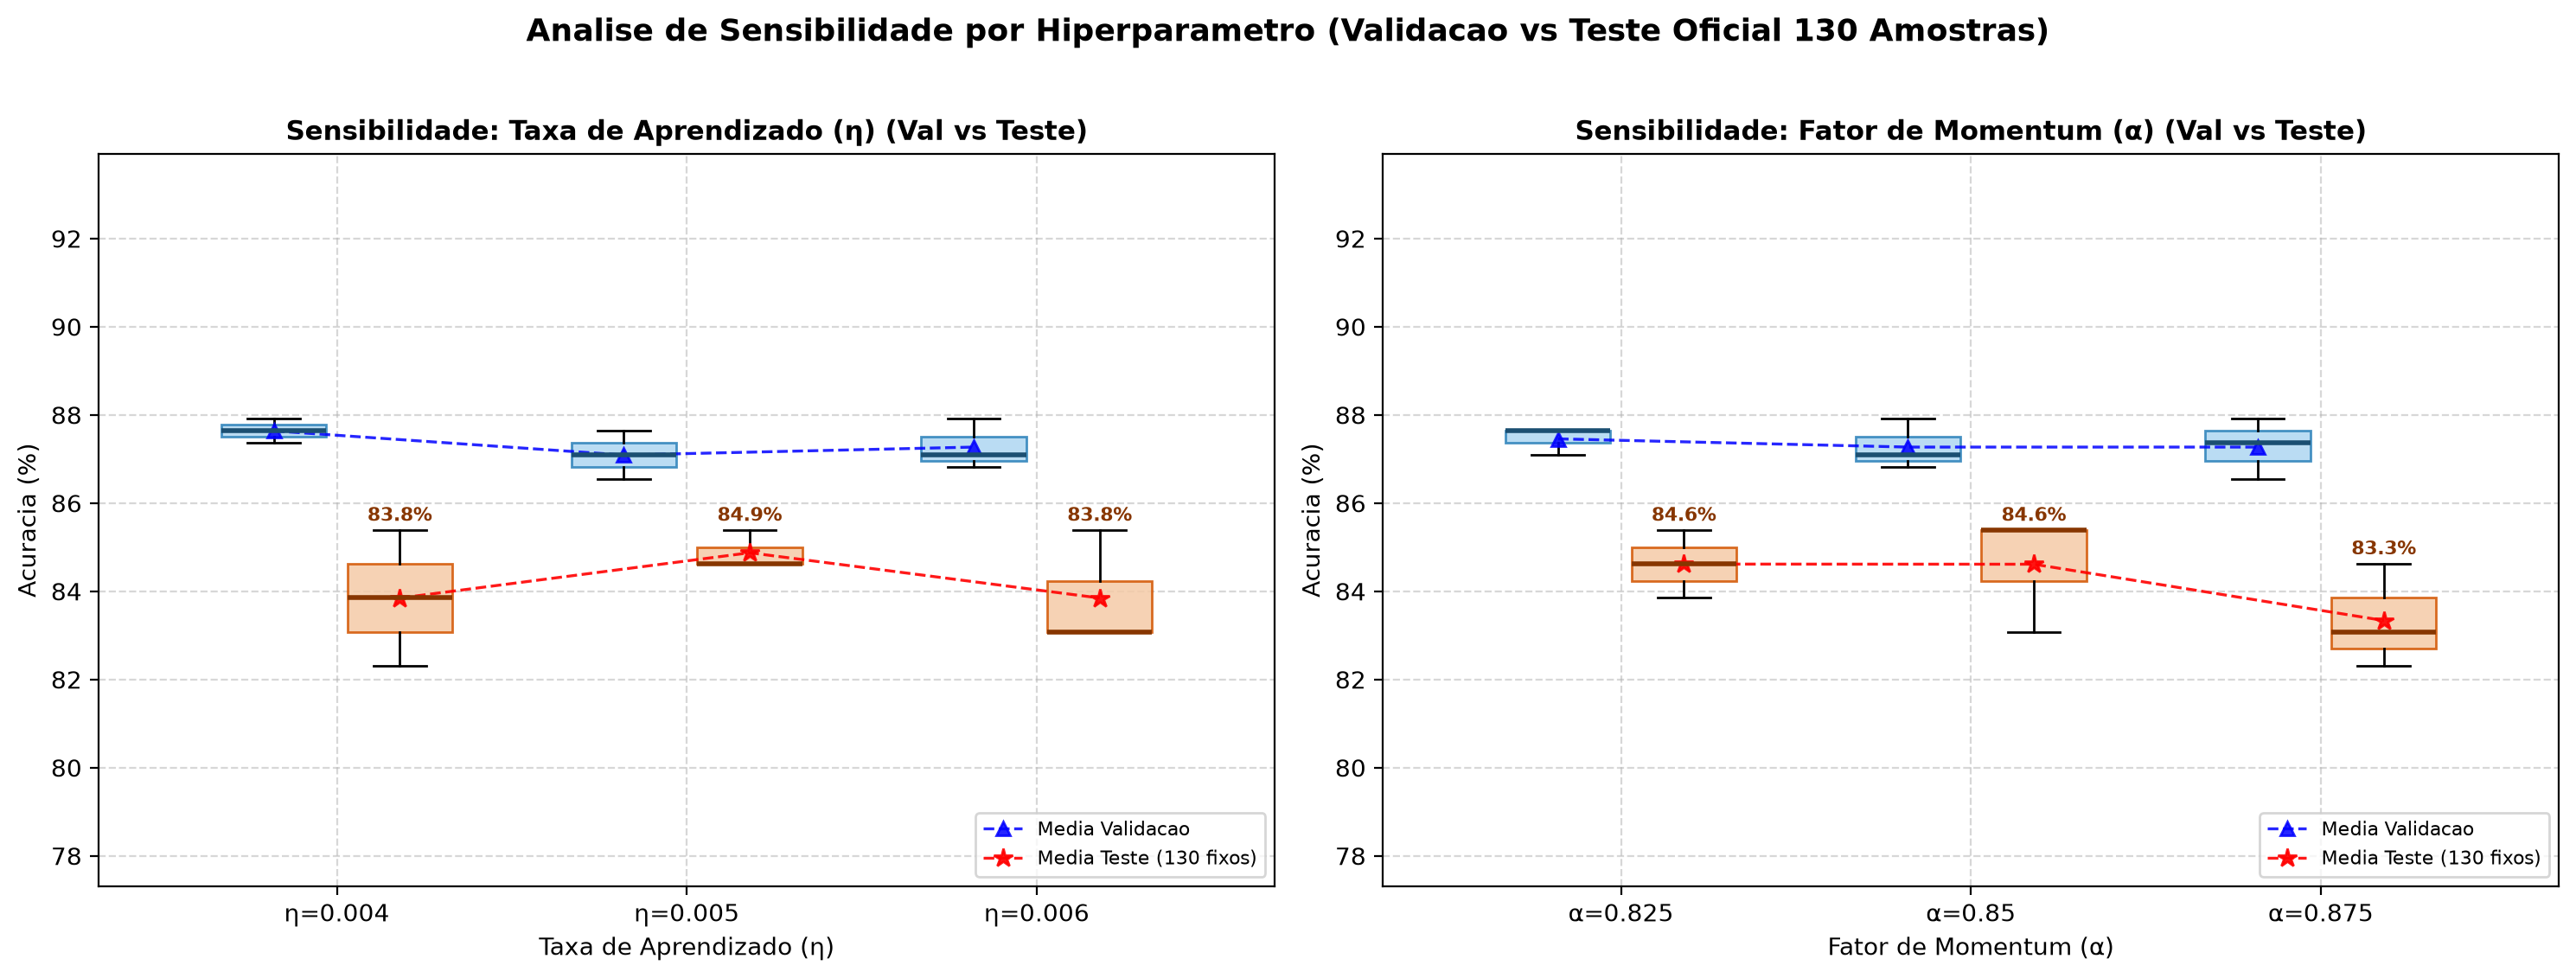 Analise de Sensibilidade por Hiperparametro (Validacao vs Teste Oficial 130 Amostras)
Sensibilidade: Taxa de Aprendizado (η) (Val vs Teste)
Acuracia (%)
92
90
88
86
84
82
80
78
83.8%
84.9%
83.8%
Media Validacao
Media Teste (130 fixos)
η=0.004
η=0.005
η=0.006
Taxa de Aprendizado (η)
Sensibilidade: Fator de Momentum (α) (Val vs Teste)
Acuracia (%)
92
90
88
86
84
82
80
78
84.6%
84.6%
83.3%
Media Validacao
Media Teste (130 fixos)
α=0.825
α=0.85
α=0.875
Fator de Momentum (α)